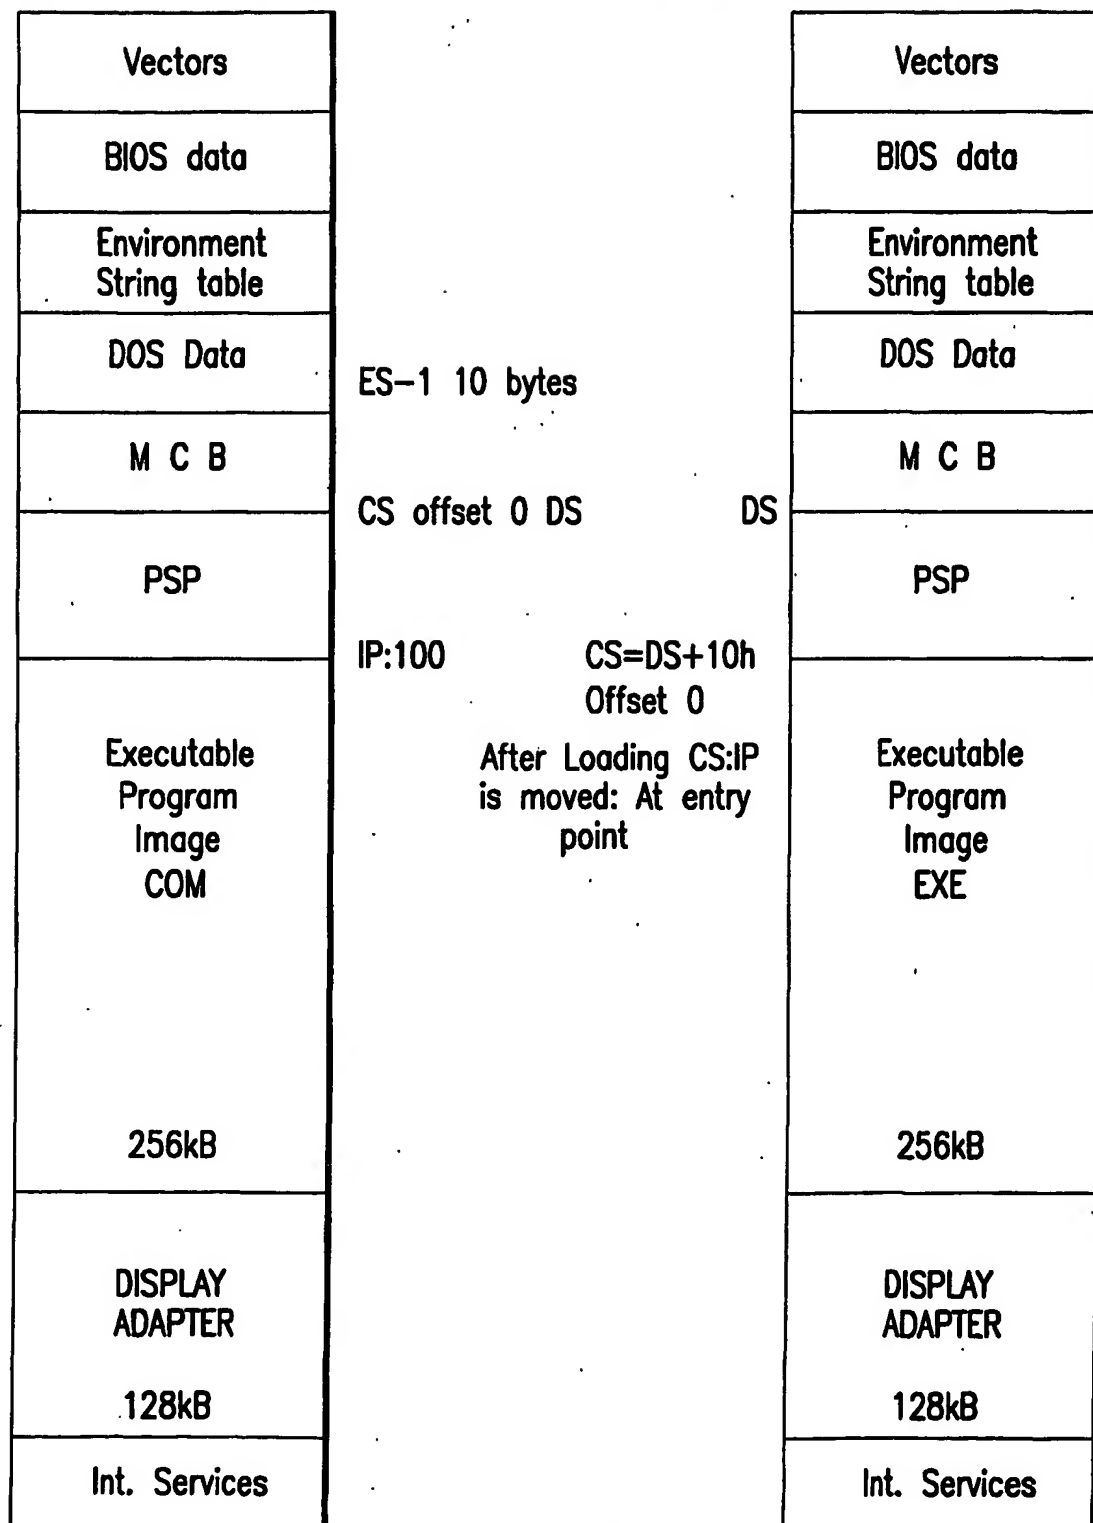 Vectors
BIOS data
Environment
String table
DOS Data
M C B
PSP
Executable
Program
Image
COM
256kB
DISPLAY
ADAPTER
128kB
Int. Services
ES-1 10 bytes
CS offset 0 DS
DS
IP:100
CS=DS+10h
Offset 0
After Loading CS:IP
is moved: At entry
point
Vectors
BIOS data
Environment
String table
DOS Data
M C B
PSP
Executable
Program
Image
EXE
256kB
DISPLAY
ADAPTER
128kB
Int. Services